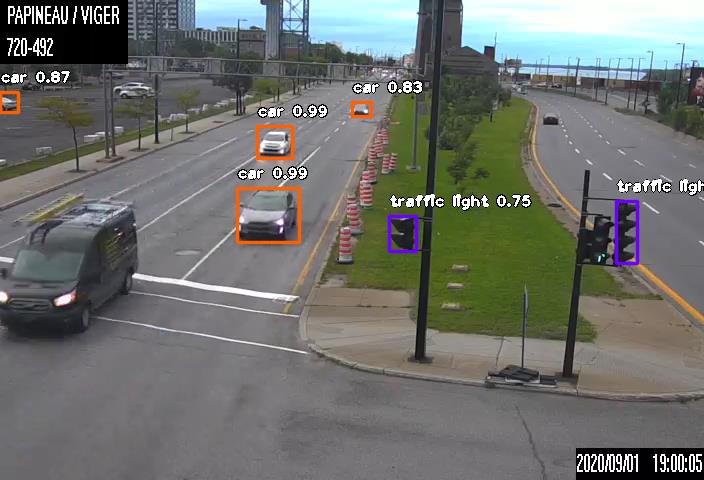 PAPINEAU / VIGER
720-492
car 0.87
car 0.83
car 0.99
car 0.99
traffic light 0.75
traffic ligh
2020/09/01 19:00:05